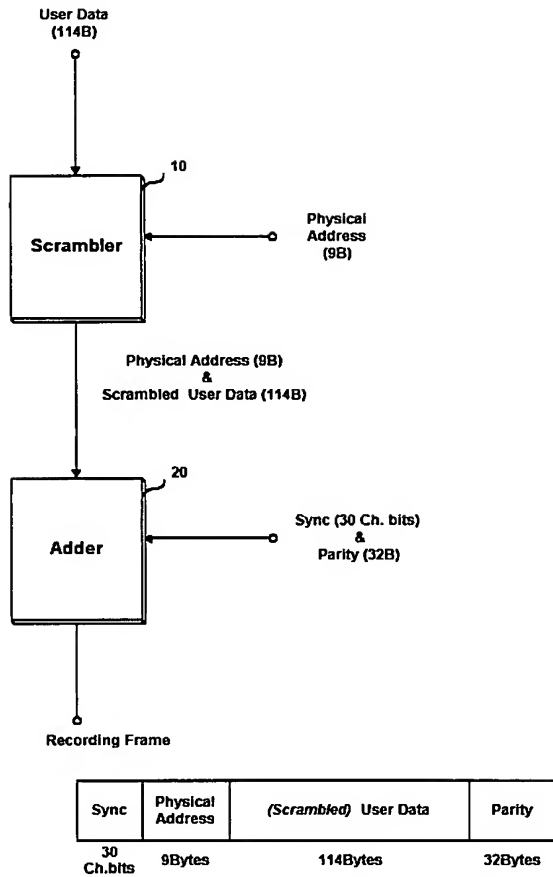 User Data
(114B)
10
Scrambler
Physical
Address
(9B)
Physical Address (9B)
&
Scrambled User Data (114B)
20
Adder
Sync (30 Ch. bits)
&
Parity (32B)
Recording Frame
Sync
Physical
Address
(Scrambled) User Data
Parity
30
Ch.bits
9Bytes
114Bytes
32Bytes